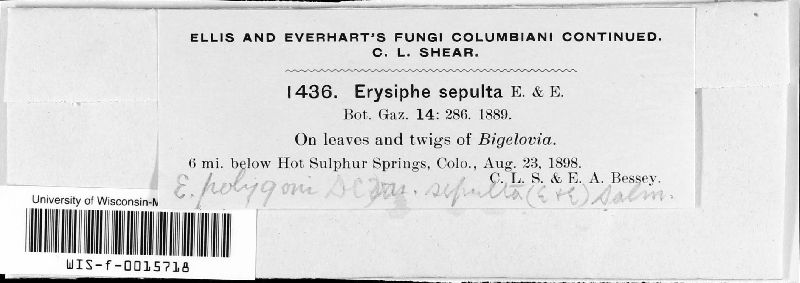 ELLIS AND EVERHART'S FUNGI COLUMBIANI CONTINUED.
C. L. SHEAR.
1436. Erysiphe sepulta E. & E.
Bot. Gaz. 14: 286. 1889.
On leaves and twigs of Bigelovia.
6 mi. below Hot Sulphur Springs, Colo., Aug. 23, 1898.
C. L. S. & E. A. Bessey.
E. polygoni DC var. sepulta (E+E) Salm.
University of Wisconsin-M
WIS-f-0015718